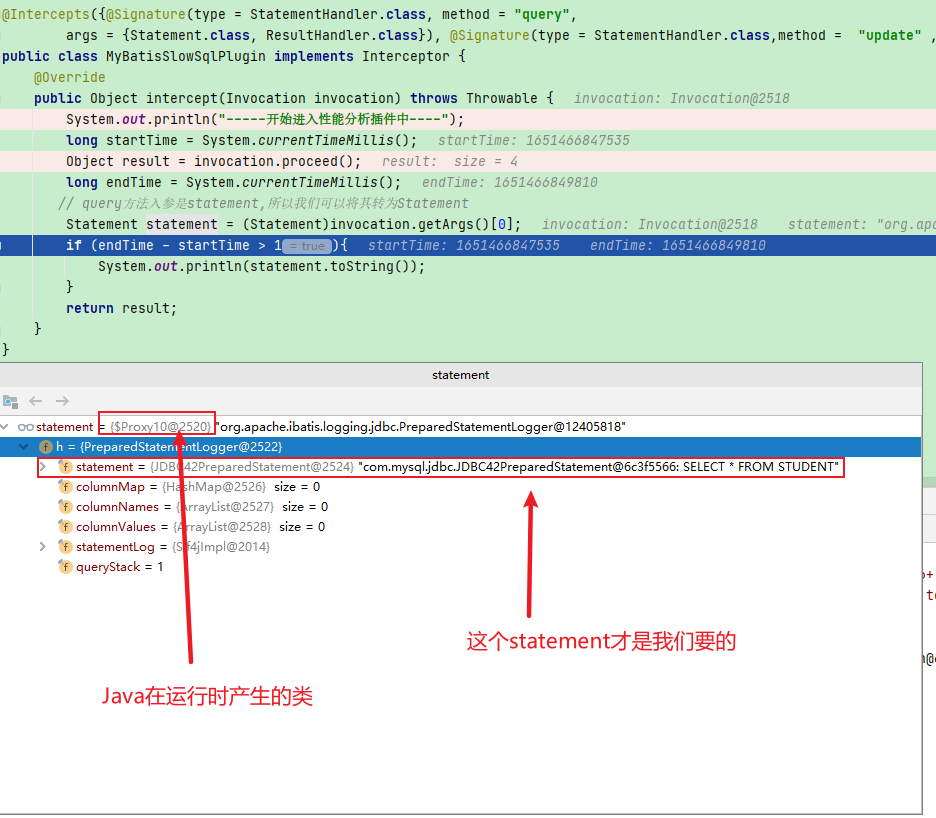 @Intercepts({@Signature(type = StatementHandler.class, method = "query",
args = {Statement.class, ResultHandler.class}), @Signature(type = StatementHandler.class,method =  "update" ,
public class MyBatisSlowSqlPlugin implements Interceptor {
@Override
public Object intercept(Invocation invocation) throws Throwable {   invocation: Invocation@2518
System.out.println("-----开始进入性能分析插件中----");
long startTime = System.currentTimeMillis();   startTime: 1651466847535
Object result = invocation.proceed();   result:  size = 4
long endTime = System.currentTimeMillis();   endTime: 1651466849810
// query方法入参是statement,所以我们可以将其转为Statement
Statement statement = (Statement)invocation.getArgs()[0];   invocation: Invocation@2518    statement: "org.apa
if (endTime - startTime > 1 = true ){   startTime: 1651466847535    endTime: 1651466849810
System.out.println(statement.toString());
}
return result;
}
}
statement
statement = {$Proxy10@2520} "org.apache.ibatis.logging.jdbc.PreparedStatementLogger@12405818"
f h = {PreparedStatementLogger@2522}
f statement = {JDBC42PreparedStatement@2524} "com.mysql.jdbc.JDBC42PreparedStatement@6c3f5566: SELECT * FROM STUDENT"
f columnMap = {HashMap@2526}  size = 0
f columnNames = {ArrayList@2527}  size = 0
f columnValues = {ArrayList@2528}  size = 0
f statementLog = {Slf4jImpl@2014}
f queryStack = 1
这个statement才是我们要的
Java在运行时产生的类